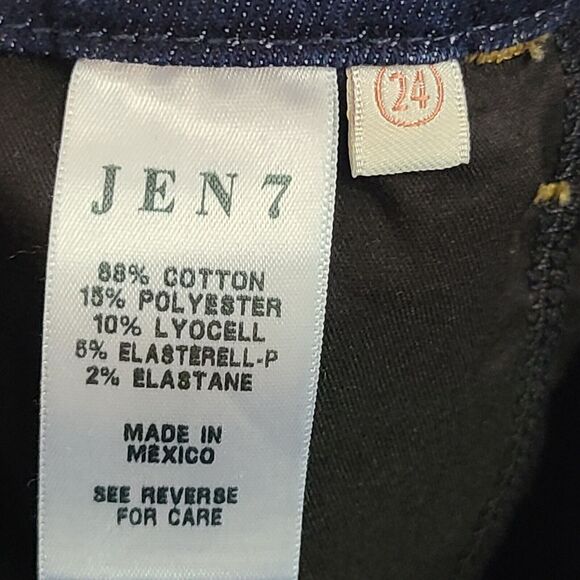 JEN7
24
68% COTTON
15% POLYESTER
10% LYOCELL
5% ELASTERELL-P
2% ELASTANE
MADE IN
MEXICO
SEE REVERSE
FOR CARE